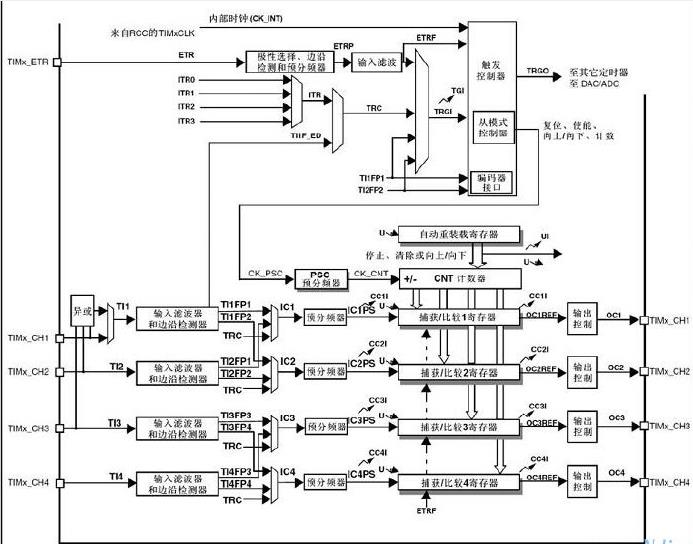 内部时钟(CK_INT)
来自RCC的TIMxCLK
TIMx_ETR
ETR
极性选择、边沿
检测和预分频器
ETRP
输入滤波
ETRF
触发
控制器
TRGO
至其它定时器
至 DAC/ADC
ITR0
ITR1
ITR2
ITR3
ITR
TRC
TGI
TRGI
TI1F_ED
从模式
控制器
复位、使能、
向上/向下、计数
TI1FP1
TI2FP2
编码器
接口
U
自动重装载寄存器
UI
停止、清除或向上/向下
U
CK_PSC
PSC
预分频器
CK_CNT
+/-
CNT 计数器
异或
TI1
输入滤波器
和边沿检测器
TI1FP1
TI1FP2
TRC
IC1
预分频器
IC1PS
CC1I
U
捕获/比较1寄存器
CC1I
OC1REF
输出
控制
OC1
TIMx_CH1
TIMx_CH1
TIMx_CH2
TI2
输入滤波器
和边沿检测器
TI2FP1
TI2FP2
TRC
IC2
预分频器
IC2PS
CC2I
U
捕获/比较2寄存器
CC2I
OC2REF
输出
控制
OC2
TIMx_CH2
TIMx_CH3
TI3
输入滤波器
和边沿检测器
TI3FP3
TI3FP4
TRC
IC3
预分频器
IC3PS
CC3I
U
捕获/比较3寄存器
CC3I
OC3REF
输出
控制
OC3
TIMx_CH3
TIMx_CH4
TI4
输入滤波器
和边沿检测器
TI4FP3
TI4FP4
TRC
IC4
预分频器
IC4PS
CC4I
U
捕获/比较4寄存器
CC4I
OC4REF
输出
控制
OC4
TIMx_CH4
ETRF